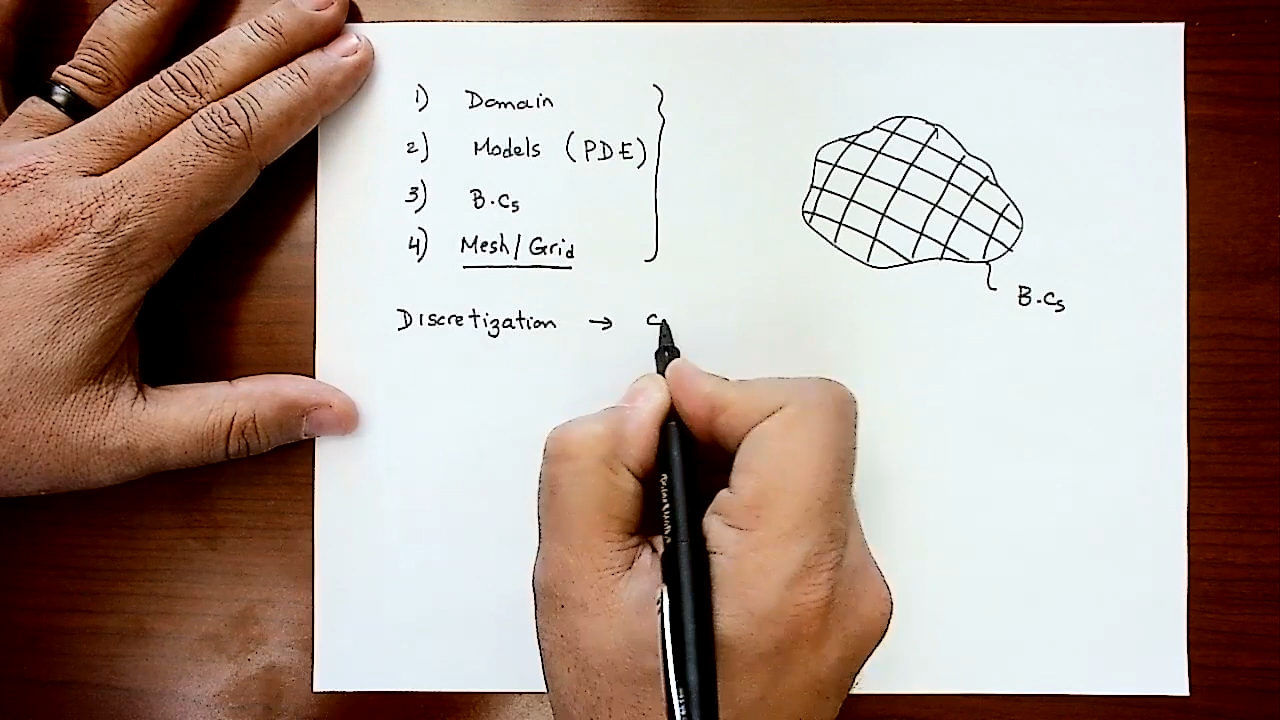 1) Domain
2) Models (PDE)
3) B.Cs
4) Mesh/Grid
B.Cs
Discretization → c